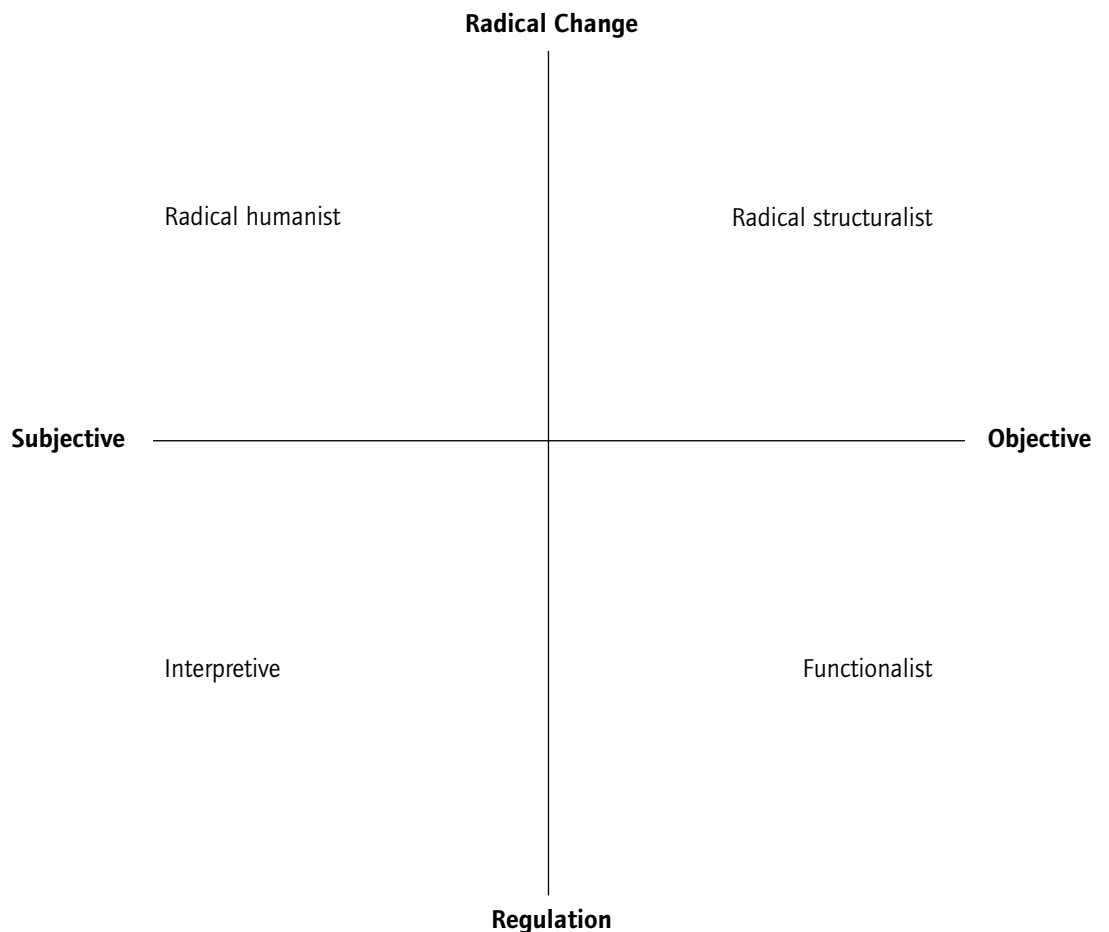 Radical Change
Radical humanist
Radical structuralist
Subjective
Objective
Interpretive
Functionalist
Regulation